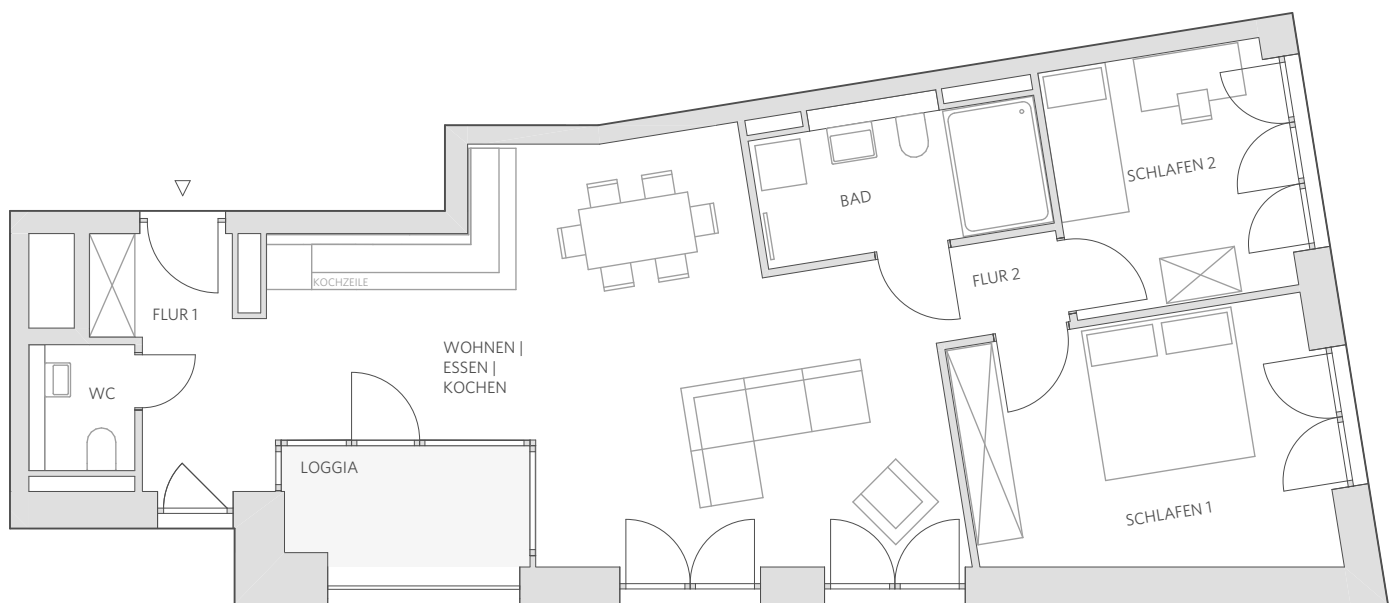 SCHLAFEN 2
BAD
FLUR 2
KOCHZEILE
FLUR 1
WOHNEN |
ESSEN |
KOCHEN
WC
LOGGIA
SCHLAFEN 1